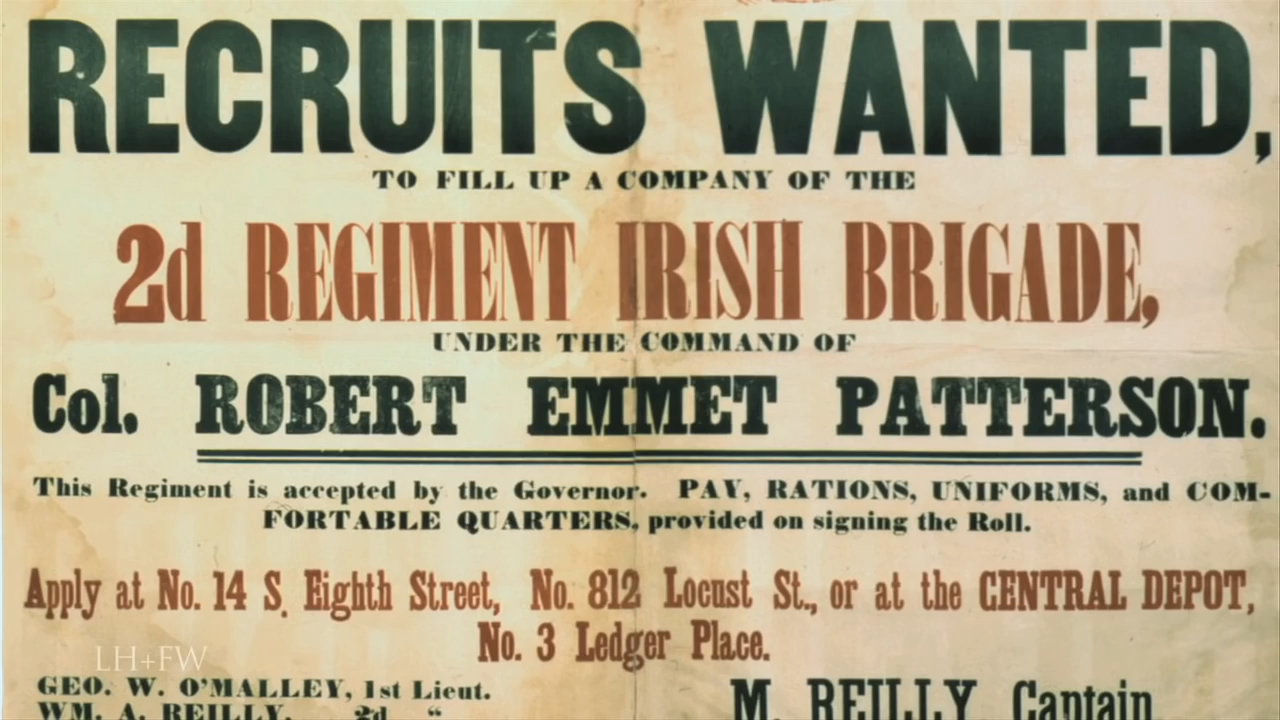 RECRUITS WANTED,
TO FILL UP A COMPANY OF THE
2d REGIMENT IRISH BRIGADE,
UNDER THE COMMAND OF
Col. ROBERT EMMET PATTERSON.
This Regiment is accepted by the Governor. PAY, RATIONS, UNIFORMS, and COM-
FORTABLE QUARTERS, provided on signing the Roll.
Apply at No. 14 S. Eighth Street, No. 812 Locust St., or at the CENTRAL DEPOT,
No. 3 Ledger Place.
LH+FW
GEO. W. O'MALLEY, 1st Lieut.
WM. A. REILLY, 2d "
M. REILLY, Captain